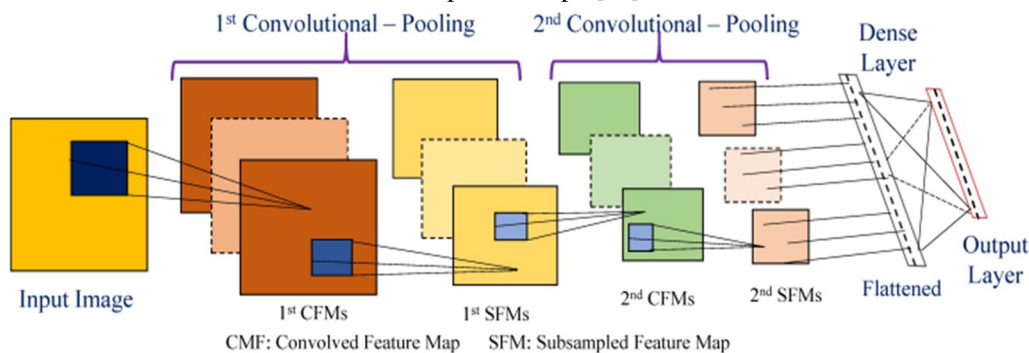 1st Convolutional – Pooling
2nd Convolutional – Pooling
Dense
Layer
Input Image
1st CFMs
1st SFMs
2nd CFMs
2nd SFMs
Flattened
Output
Layer
CMF: Convolved Feature Map SFM: Subsampled Feature Map